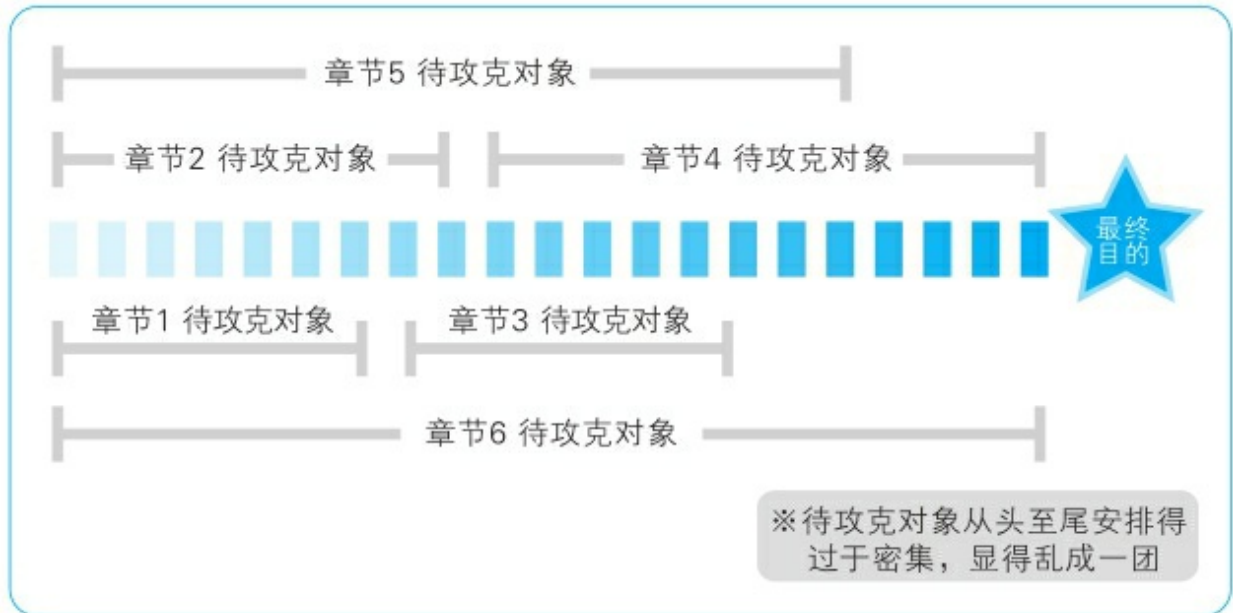 章节5 待攻克对象
章节2 待攻克对象
章节4 待攻克对象
最终
目的
章节1 待攻克对象
章节3 待攻克对象
章节6 待攻克对象
※待攻克对象从头至尾安排得
过于密集，显得乱成一团